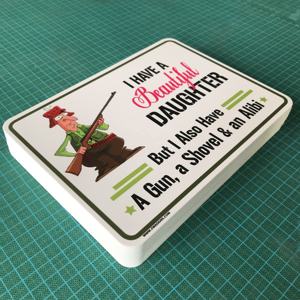 I HAVE A
Beautiful
DAUGHTER
But I Also Have
A Gun, a Shovel & an Alibi